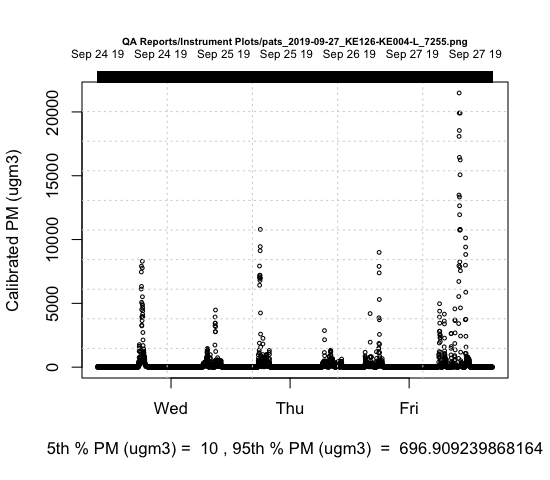 QA Reports/Instrument Plots/pats_2019-09-27_KE126-KE004-L_7255.png
Sep 24 19 Sep 24 19 Sep 25 19 Sep 25 19 Sep 26 19 Sep 27 19 Sep 27 19
Calibrated PM (ugm3)
20000
15000
10000
5000
0
Wed Thu Fri
5th % PM (ugm3) = 10 , 95th % PM (ugm3) = 696.909239868164